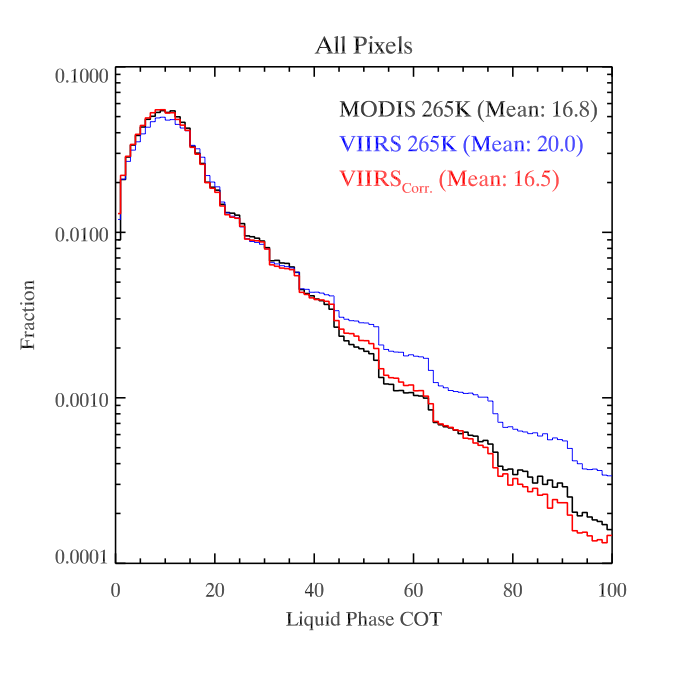 All Pixels
0.1000
MODIS 265K (Mean: 16.8)
VIIRS 265K (Mean: 20.0)
VIIRSCorr. (Mean: 16.5)
0.0100
Fraction
0.0010
0.0001
0 20 40 60 80 100
Liquid Phase COT